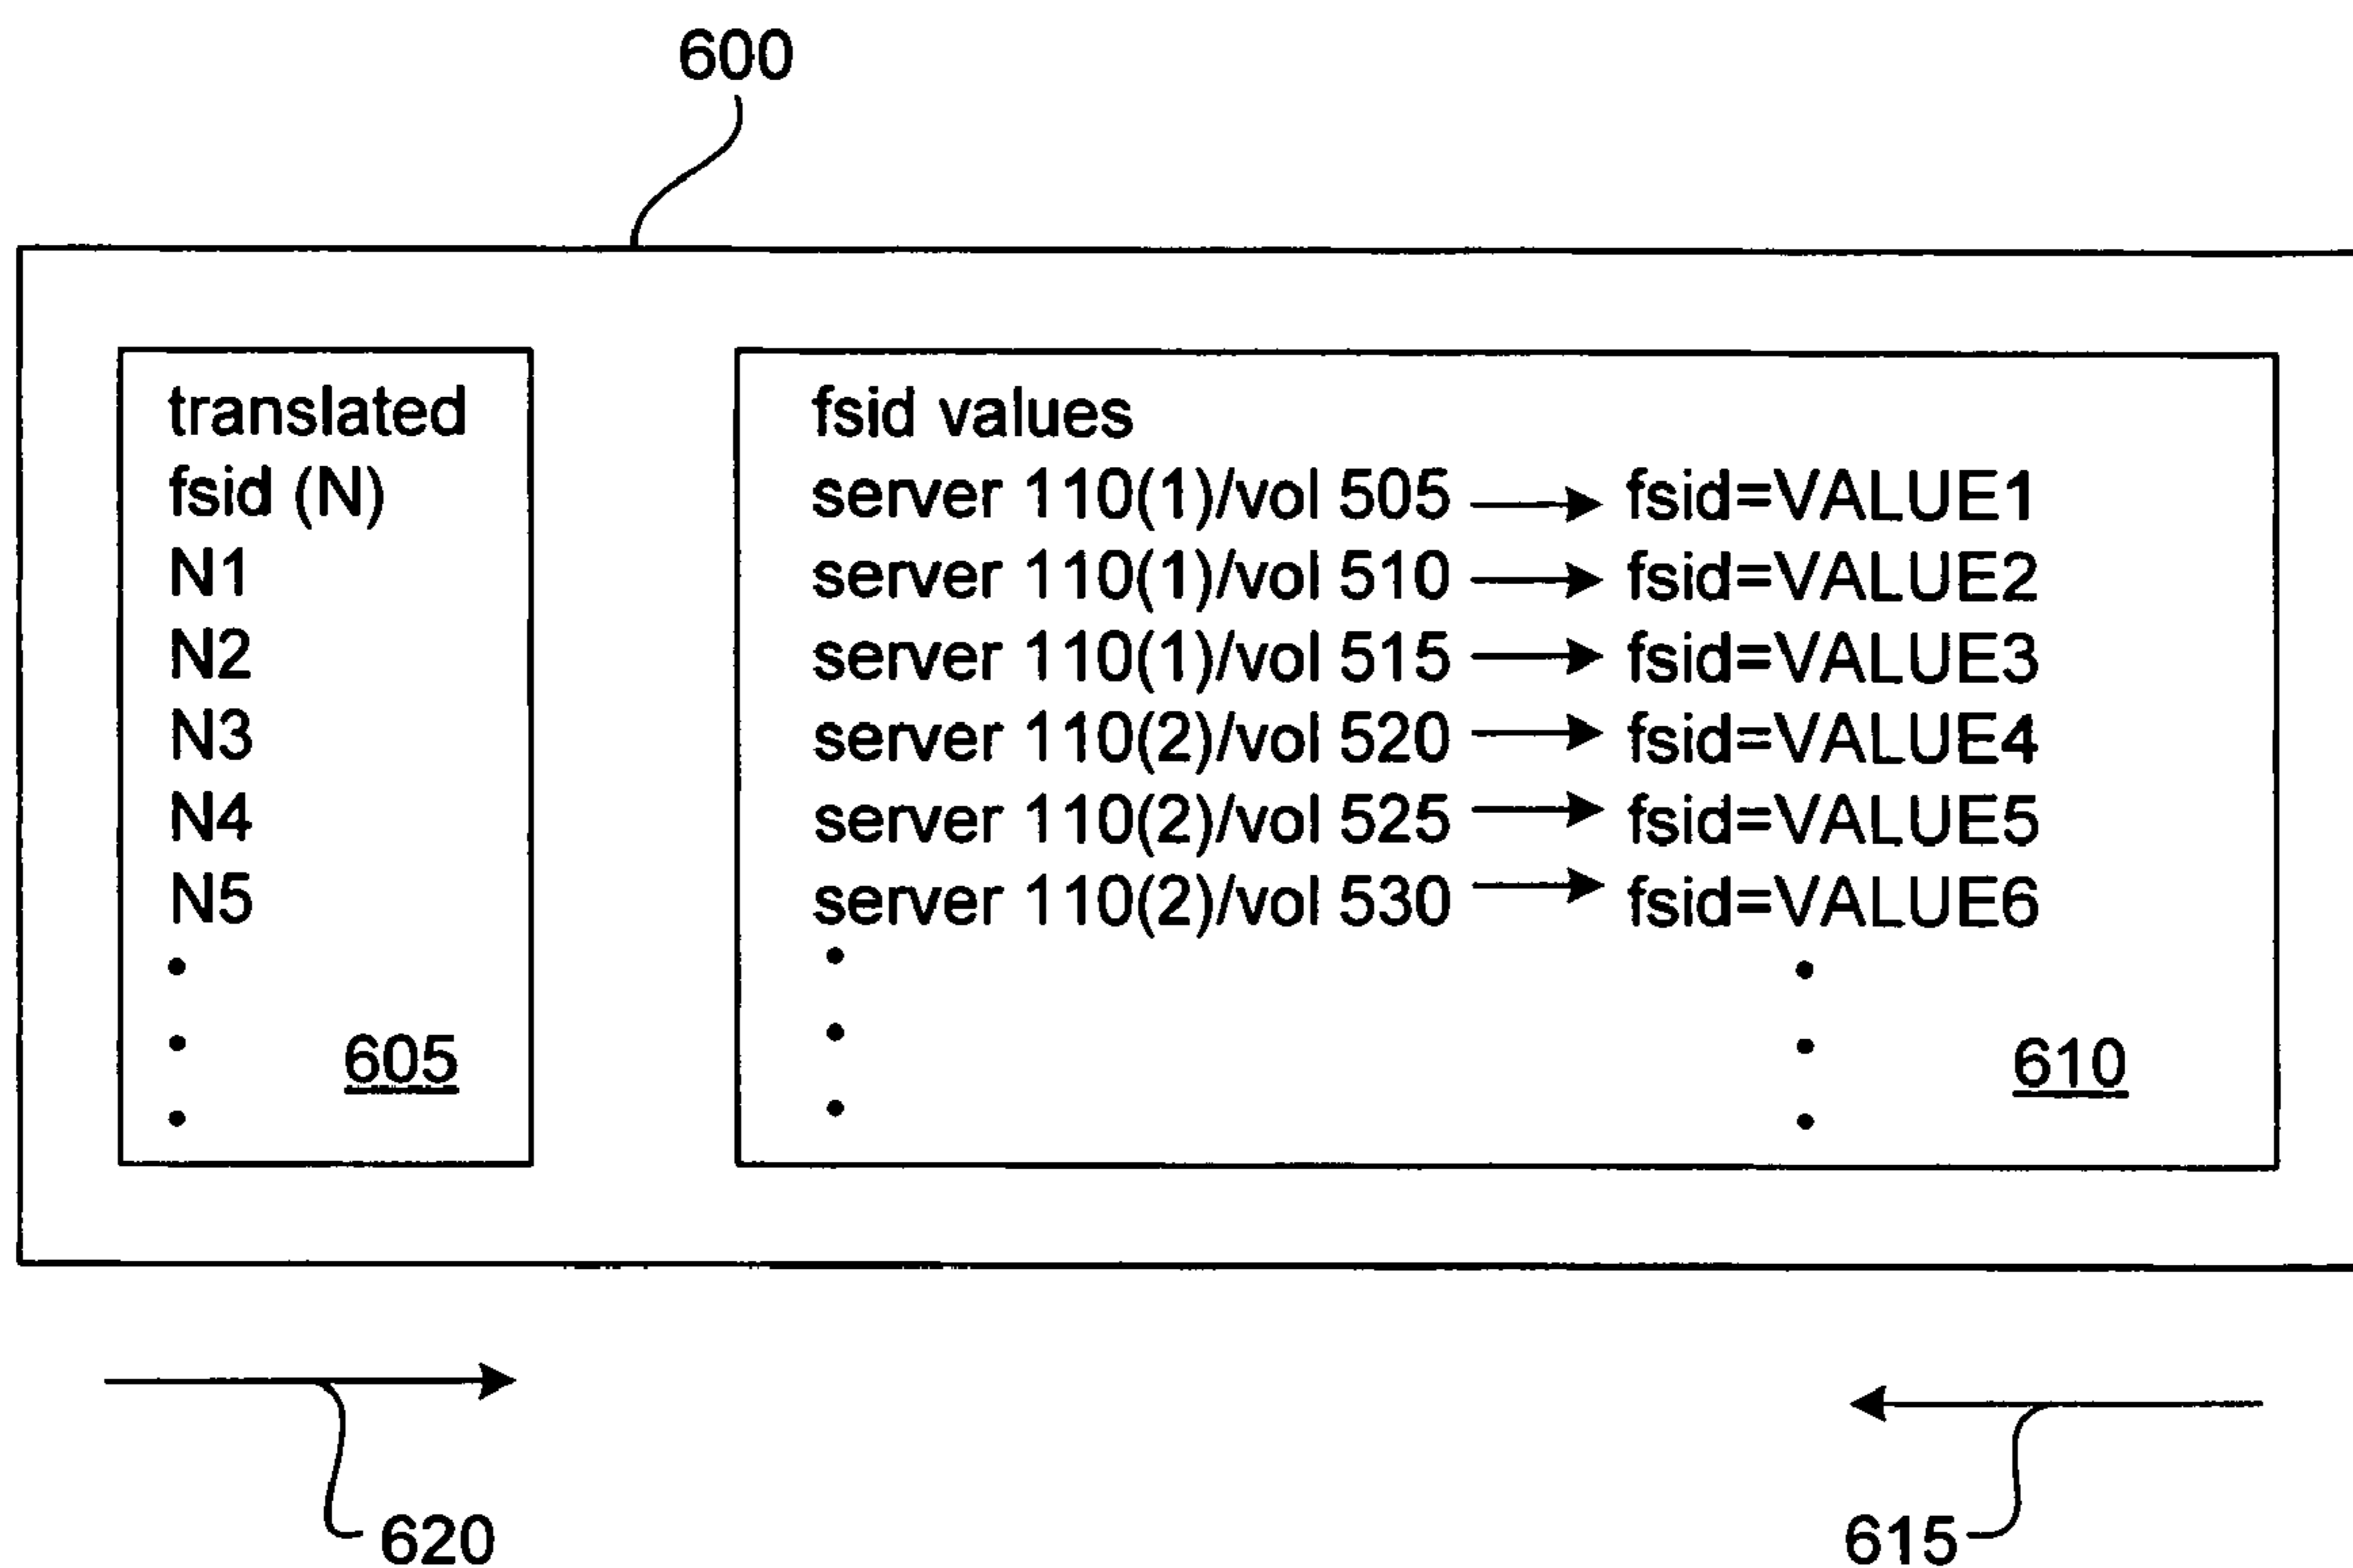 600
translated
fsid (N)
N1
N2
N3
N4
N5
605
fsid values
server 110(1)/vol 505 → fsid=VALUE1
server 110(1)/vol 510 → fsid=VALUE2
server 110(1)/vol 515 → fsid=VALUE3
server 110(2)/vol 520 → fsid=VALUE4
server 110(2)/vol 525 → fsid=VALUE5
server 110(2)/vol 530 → fsid=VALUE6
610
620
615